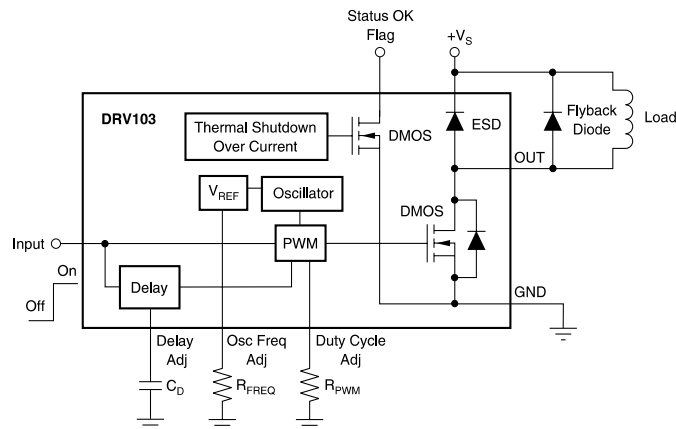 Status OK
Flag
+VS
DRV103
Thermal Shutdown
Over Current
DMOS
ESD
Flyback
Diode
Load
OUT
VREF
Oscillator
DMOS
Input
PWM
On
Off
Delay
GND
Delay
Adj
Osc Freq
Adj
Duty Cycle
Adj
CD
RFREQ
RPWM